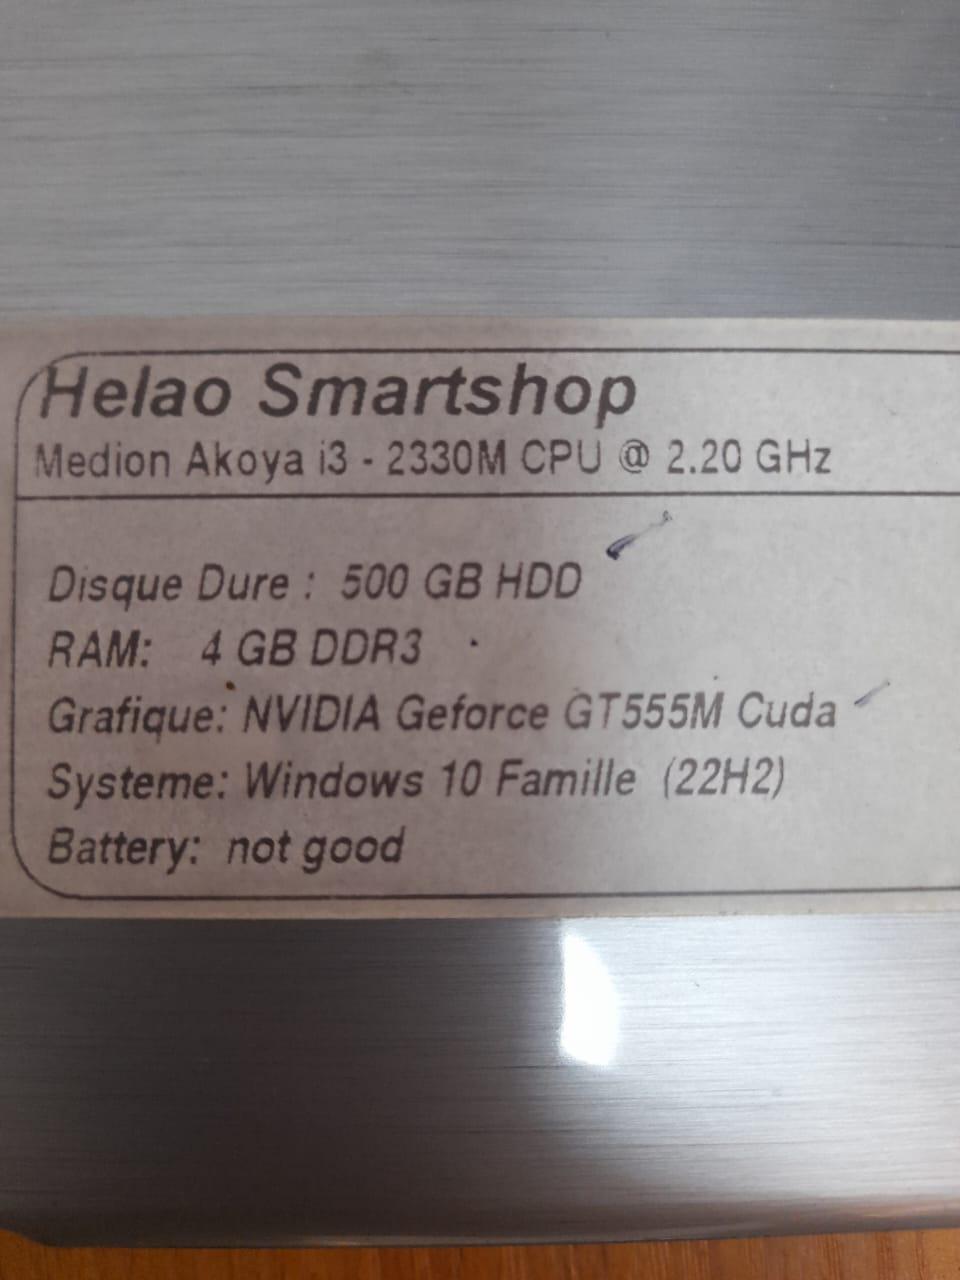 Helao Smartshop
Medion Akoya i3 - 2330M CPU @ 2.20 GHz
Disque Dure : 500 GB HDD
RAM: 4 GB DDR3
Grafique: NVIDIA Geforce GT555M Cuda
Systeme: Windows 10 Famille (22H2)
Battery: not good